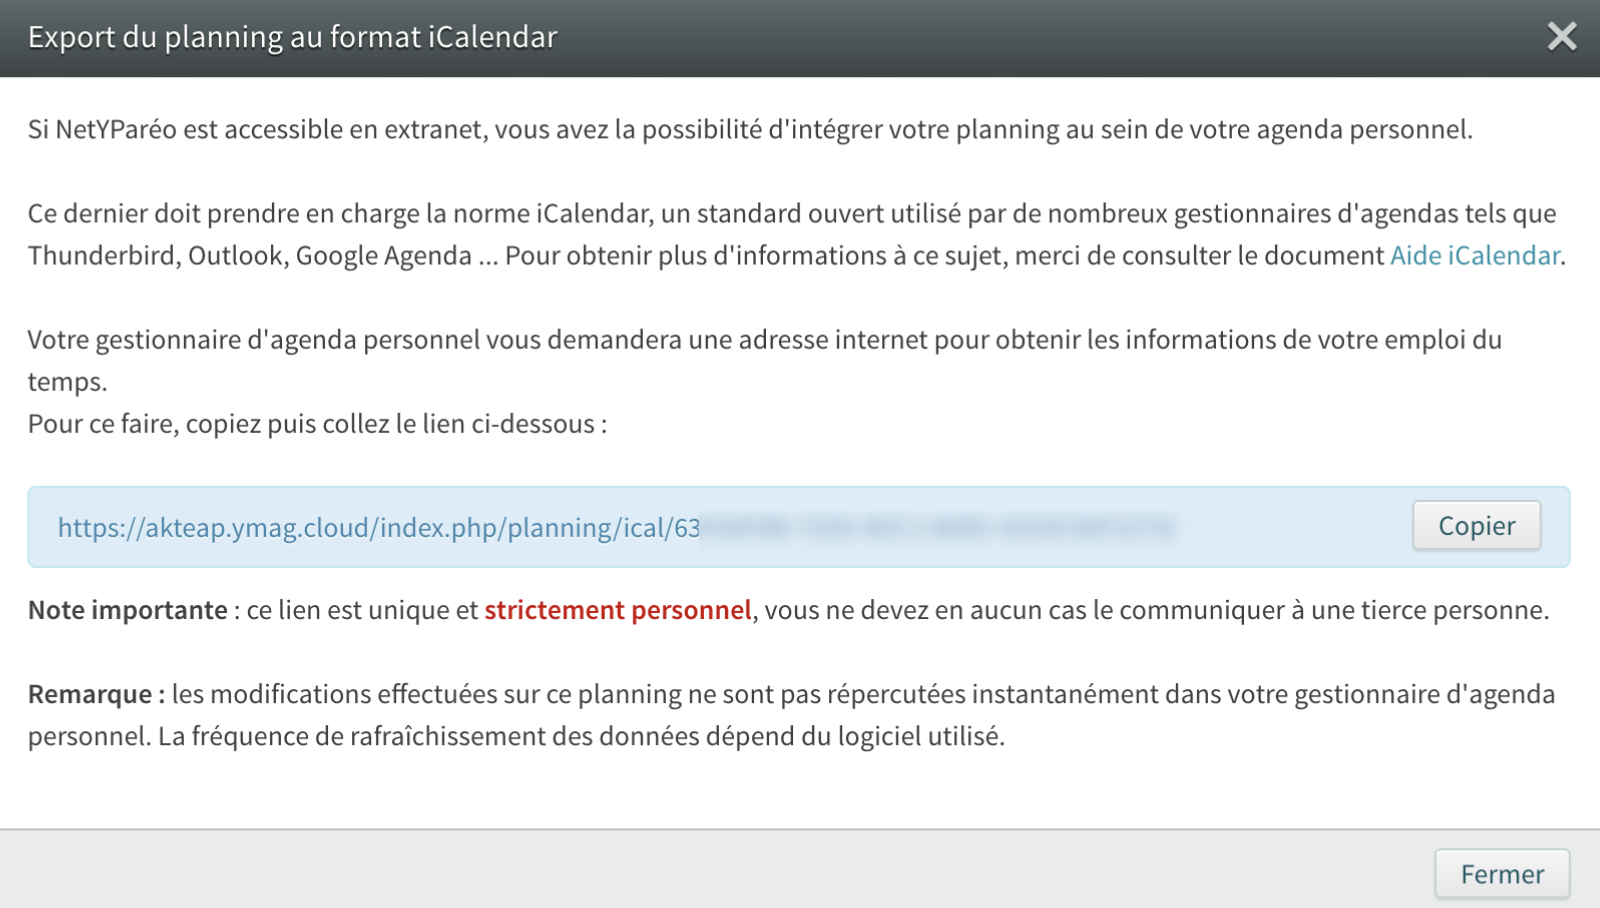 Export du planning au format iCalendar
Si NetYParéo est accessible en extranet, vous avez la possibilité d'intégrer votre planning au sein de votre agenda personnel.
Ce dernier doit prendre en charge la norme iCalendar, un standard ouvert utilisé par de nombreux gestionnaires d'agendas tels que
Thunderbird, Outlook, Google Agenda ... Pour obtenir plus d'informations à ce sujet, merci de consulter le document Aide iCalendar.
Votre gestionnaire d'agenda personnel vous demandera une adresse internet pour obtenir les informations de votre emploi du
temps.
Pour ce faire, copiez puis collez le lien ci-dessous :
https://akteap.ymag.cloud/index.php/planning/ical/63
Copier
Note importante : ce lien est unique et strictement personnel, vous ne devez en aucun cas le communiquer à une tierce personne.
Remarque : les modifications effectuées sur ce planning ne sont pas répercutées instantanément dans votre gestionnaire d'agenda
personnel. La fréquence de rafraîchissement des données dépend du logiciel utilisé.
Fermer